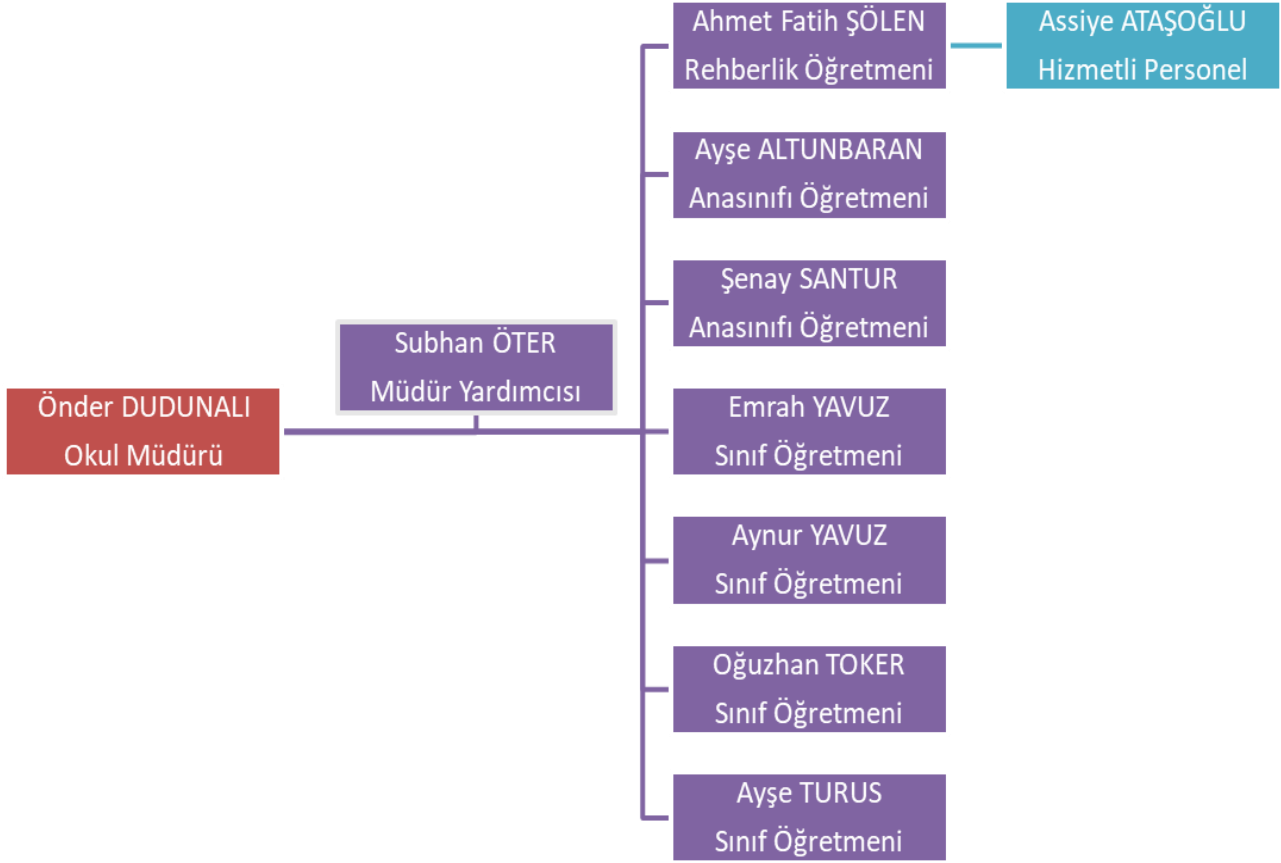 Ahmet Fatih ŞÖLEN
Rehberlik Öğretmeni
Assiye ATAŞOĞLU
Hizmetli Personel
Ayşe ALTUNBARAN
Anasınıfı Öğretmeni
Şenay SANTUR
Anasınıfı Öğretmeni
Subhan ÖTER
Müdür Yardımcısı
Önder DUDUNALI
Okul Müdürü
Emrah YAVUZ
Sınıf Öğretmeni
Aynur YAVUZ
Sınıf Öğretmeni
Oğuzhan TOKER
Sınıf Öğretmeni
Ayşe TURUS
Sınıf Öğretmeni